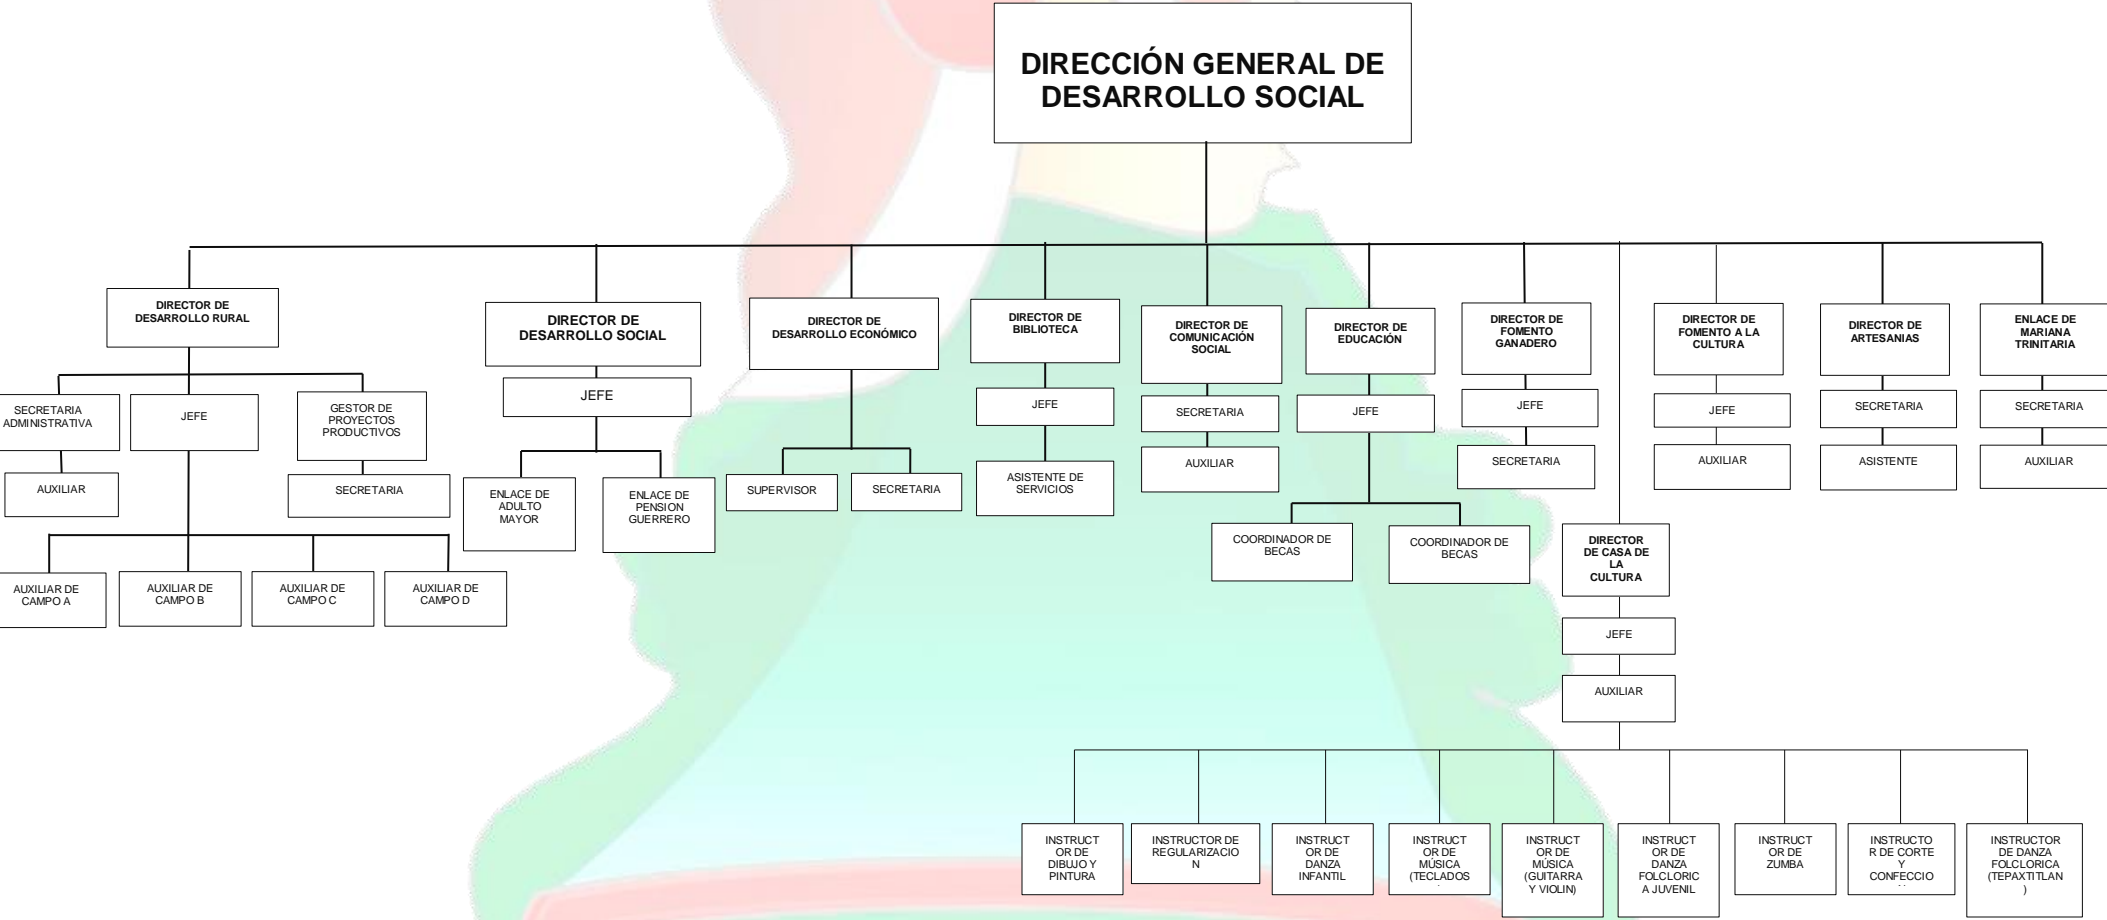 DIRECCIÓN GENERAL DE
DESARROLLO SOCIAL
DIRECTOR DE
DESARROLLO RURAL
DIRECTOR DE
DESARROLLO SOCIAL
DIRECTOR DE
DESARROLLO ECONÓMICO
DIRECTOR DE
BIBLIOTECA
DIRECTOR DE
COMUNICACIÓN
SOCIAL
DIRECTOR DE
EDUCACIÓN
DIRECTOR DE
FOMENTO
GANADERO
DIRECTOR DE
FOMENTO A LA
CULTURA
DIRECTOR DE
ARTESANIAS
ENLACE DE
MARIANA
TRINITARIA
SECRETARIA
ADMINISTRATIVA
JEFE
GESTOR DE
PROYECTOS
PRODUCTIVOS
JEFE
JEFE
SECRETARIA
JEFE
JEFE
JEFE
SECRETARIA
SECRETARIA
AUXILIAR
SECRETARIA
ENLACE DE
ADULTO
MAYOR
ENLACE DE
PENSION
GUERRERO
SUPERVISOR
SECRETARIA
ASISTENTE DE
SERVICIOS
AUXILIAR
SECRETARIA
AUXILIAR
ASISTENTE
AUXILIAR
COORDINADOR DE
BECAS
COORDINADOR DE
BECAS
DIRECTOR
DE CASA DE
LA
CULTURA
AUXILIAR DE
CAMPO A
AUXILIAR DE
CAMPO B
AUXILIAR DE
CAMPO C
AUXILIAR DE
CAMPO D
JEFE
AUXILIAR
INSTRUCT
OR DE
DIBUJO Y
PINTURA
INSTRUCTOR DE
REGULARIZACIO
N
INSTRUCT
OR DE
DANZA
INFANTIL
INSTRUCT
OR DE
MÚSICA
(TECLADOS
INSTRUCT
OR DE
MÚSICA
(GUITARRA
Y VIOLIN)
INSTRUCT
OR DE
DANZA
FOLCLORIC
A JUVENIL
INSTRUCT
OR DE
ZUMBA
INSTRUCTO
R DE CORTE
Y
CONFECCIO
INSTRUCTOR
DE DANZA
FOLCLORICA
(TEPAXTITLAN
)